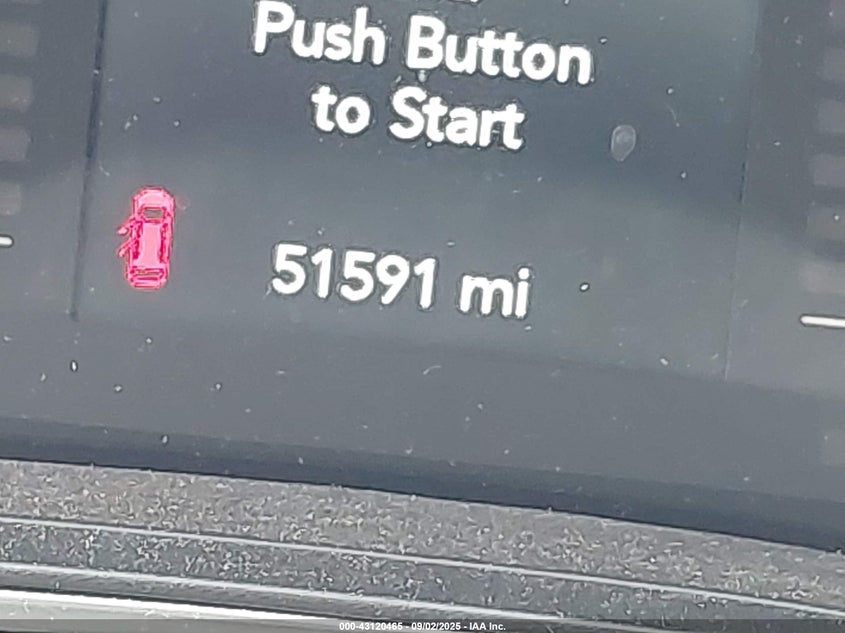 Push Button
to Start
51591 mi
000-43120465 - 09/02/2025 - IAA Inc.